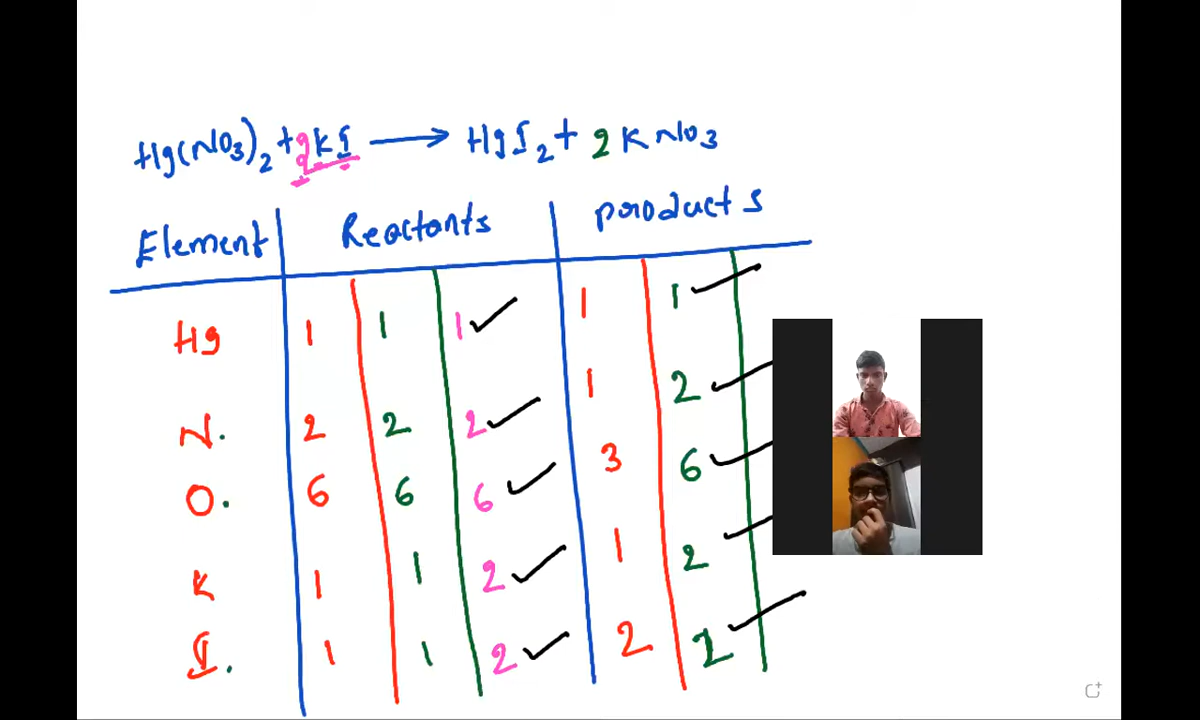 Hg(NO3)2 + 2KI → HgI2 + 2KNO3
Element Reactants products
Hg 1 1 1 ✓ 1 1 ✓
N. 2 2 2 ✓ 1 2 ✓
O. 6 6 6 ✓ 3 6 ✓
K 1 1 2 ✓ 1 2 ✓
I. 1 1 2 ✓ 2 2 ✓